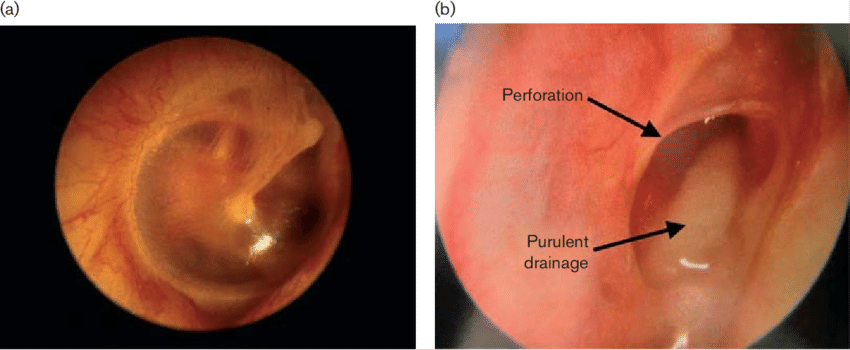 (a)
(b)
Perforation
Purulent
drainage